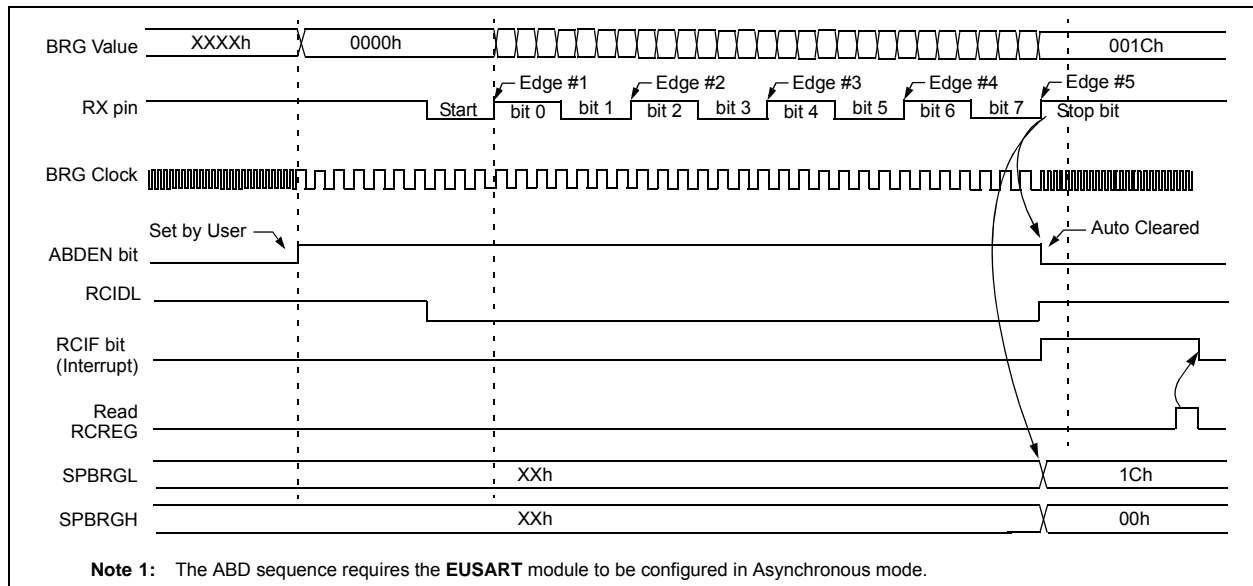 BRG Value XXXXh 0000h 001Ch
Edge #1 Edge #2 Edge #3 Edge #4 Edge #5
RX pin Start bit 0 bit 1 bit 2 bit 3 bit 4 bit 5 bit 6 bit 7 Stop bit
BRG Clock
Set by User Auto Cleared
ABDEN bit
RCIDL
RCIF bit
(Interrupt)
Read
RCREG
SPBRGL XXh 1Ch
SPBRGH XXh 00h
Note 1: The ABD sequence requires the EUSART module to be configured in Asynchronous mode.